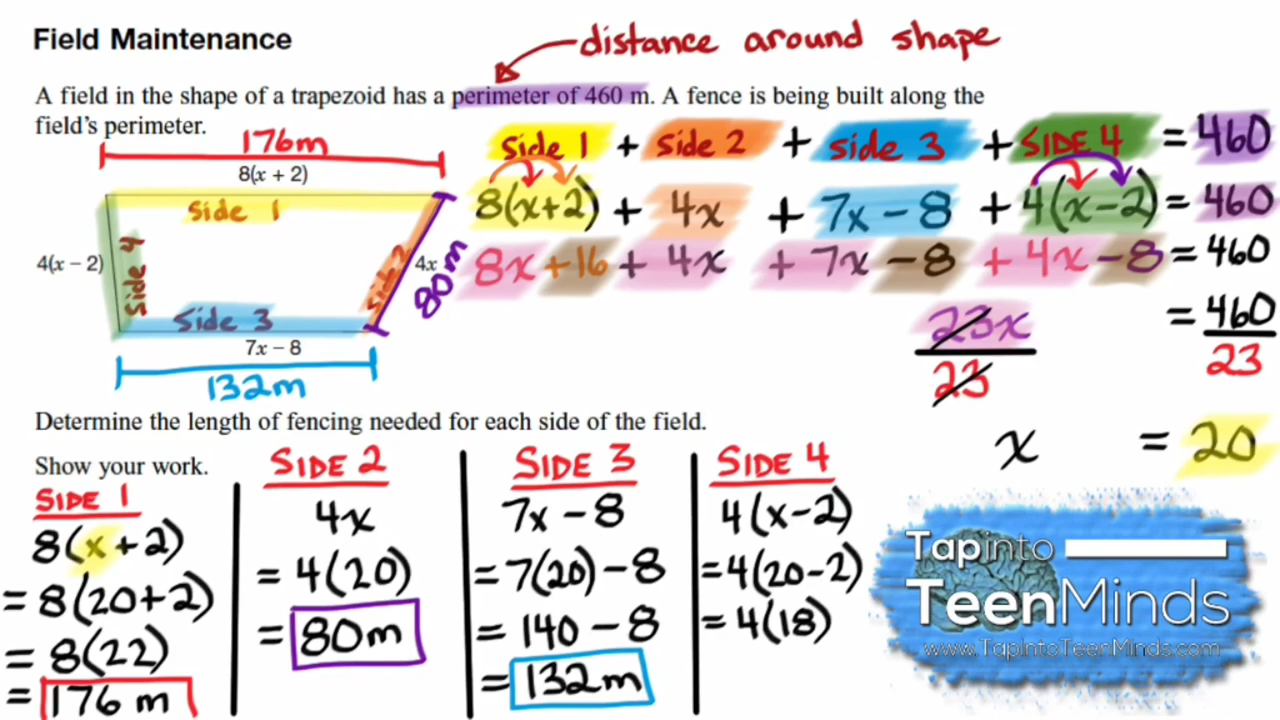 Field Maintenance
distance around shape
A field in the shape of a trapezoid has a perimeter of 460 m. A fence is being built along the
field's perimeter.
176m
8(x + 2)
side 1
side 4
4(x − 2)
side 2
4x
80m
side 3
7x − 8
132m
side 1 + side 2 + side 3 + SIDE 4 = 460
8(x+2) + 4x + 7x − 8 + 4(x−2) = 460
8x + 16 + 4x + 7x − 8 + 4x − 8 = 460
23x = 460
23 23
x = 20
Determine the length of fencing needed for each side of the field.
Show your work.
SIDE 1
8(x+2)
= 8(20+2)
= 8(22)
= 176 m
SIDE 2
4x
= 4(20)
= 80m
SIDE 3
7x − 8
= 7(20) − 8
= 140 − 8
= 132m
SIDE 4
4(x−2)
= 4(20−2)
= 4(18)
Tap into
TeenMinds
www.TapIntoTeenMinds.com